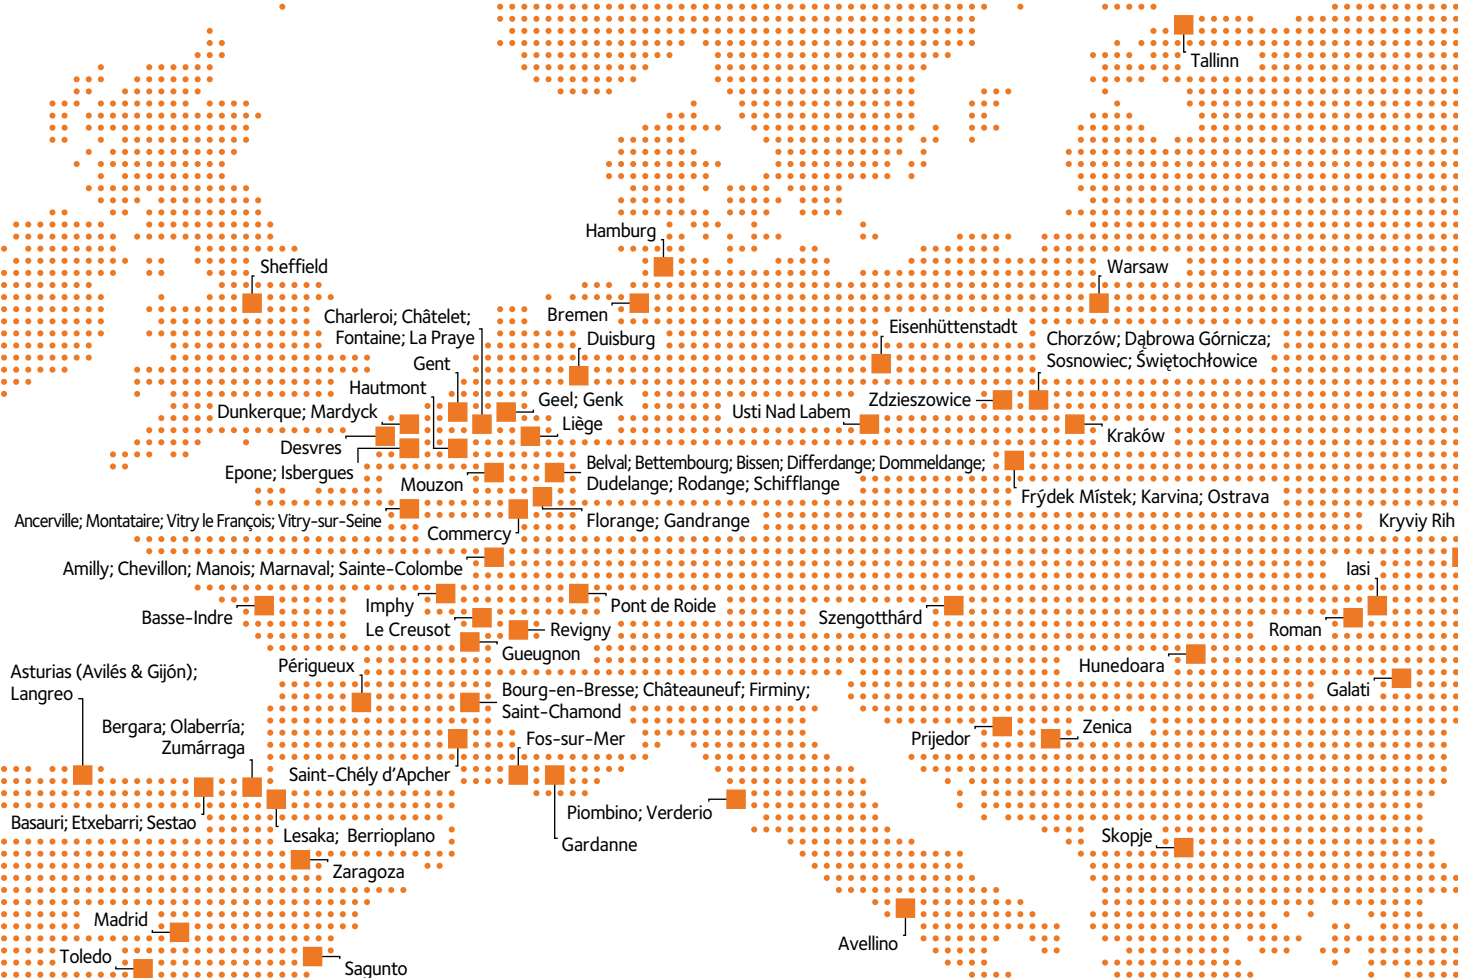 Tallinn
Hamburg
Sheffield
Warsaw
Bremen
Charleroi; Châtelet;
Fontaine; La Praye
Duisburg
Eisenhüttenstadt
Chorzów; Dąbrowa Górnicza;
Sosnowiec; Świętochłowice
Gent
Hautmont
Geel; Genk
Zdzieszowice
Dunkerque; Mardyck
Usti Nad Labem
Liège
Kraków
Desvres
Epone; Isbergues
Mouzon
Belval; Bettembourg; Bissen; Differdange; Dommeldange;
Dudelange; Rodange; Schifflange
Frýdek Místek; Karvina; Ostrava
Ancerville; Montataire; Vitry le François; Vitry-sur-Seine
Commercy
Florange; Gandrange
Kryviy Rih
Amilly; Chevillon; Manois; Marnaval; Sainte-Colombe
Iasi
Basse-Indre
Imphy
Pont de Roide
Szengotthárd
Le Creusot
Revigny
Roman
Gueugnon
Périgueux
Hunedoara
Asturias (Avilés & Gijón);
Langreo
Bourg-en-Bresse; Châteauneuf; Firminy;
Saint-Chamond
Galati
Bergara; Olaberría;
Zumárraga
Fos-sur-Mer
Prijedor
Zenica
Saint-Chély d'Apcher
Piombino; Verderio
Basauri; Etxebarri; Sestao
Lesaka; Berrioplano
Gardanne
Skopje
Zaragoza
Madrid
Avellino
Toledo
Sagunto